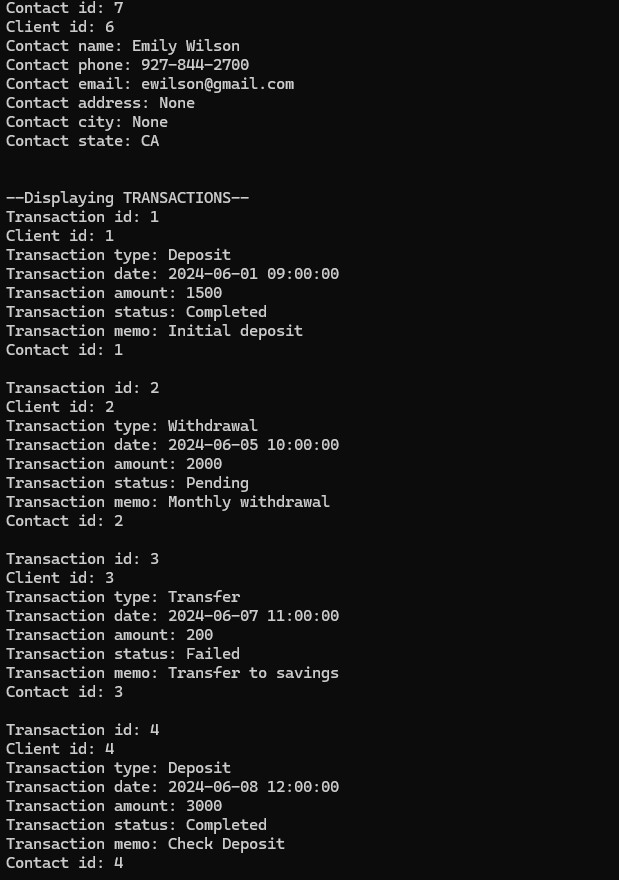 Contact id: 7
Client id: 6
Contact name: Emily Wilson
Contact phone: 927-844-2700
Contact email: ewilson@gmail.com
Contact address: None
Contact city: None
Contact state: CA
--Displaying TRANSACTIONS--
Transaction id: 1
Client id: 1
Transaction type: Deposit
Transaction date: 2024-06-01 09:00:00
Transaction amount: 1500
Transaction status: Completed
Transaction memo: Initial deposit
Contact id: 1
Transaction id: 2
Client id: 2
Transaction type: Withdrawal
Transaction date: 2024-06-05 10:00:00
Transaction amount: 2000
Transaction status: Pending
Transaction memo: Monthly withdrawal
Contact id: 2
Transaction id: 3
Client id: 3
Transaction type: Transfer
Transaction date: 2024-06-07 11:00:00
Transaction amount: 200
Transaction status: Failed
Transaction memo: Transfer to savings
Contact id: 3
Transaction id: 4
Client id: 4
Transaction type: Deposit
Transaction date: 2024-06-08 12:00:00
Transaction amount: 3000
Transaction status: Completed
Transaction memo: Check Deposit
Contact id: 4